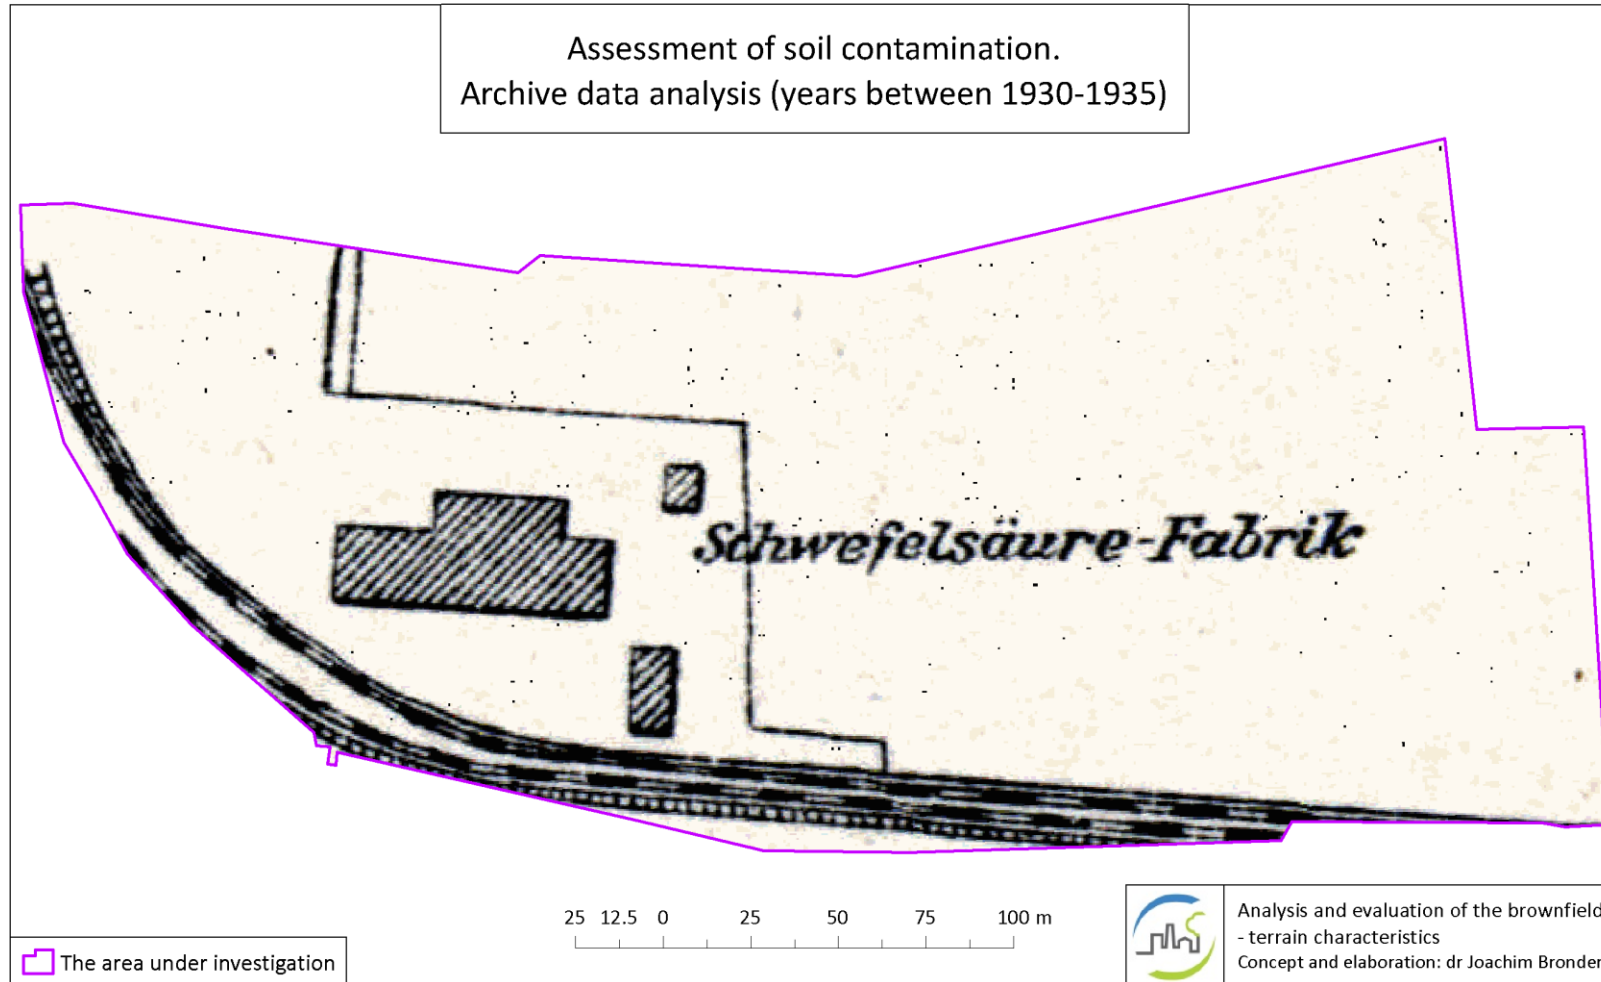 Assessment of soil contamination.
Archive data analysis (years between 1930-1935)
Schwefelsäure-Fabrik
25 12.5 0 25 50 75 100 m
The area under investigation
Analysis and evaluation of the brownfield
- terrain characteristics
Concept and elaboration: dr Joachim Bronder